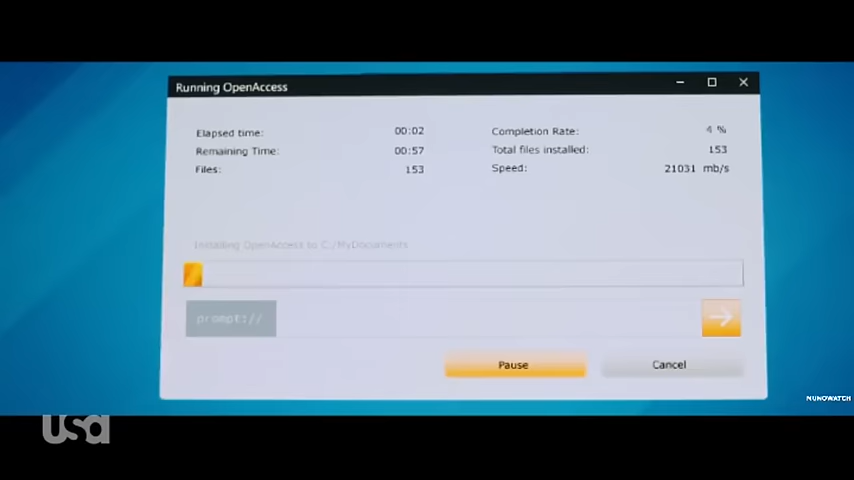 Running OpenAccess
Elapsed time: 00:02
Remaining Time: 00:57
Files: 153
Completion Rate: 4 %
Total files installed: 153
Speed: 21031 mb/s
Installing OpenAccess to C:/MyDocuments
prompt://
Pause
Cancel
usa
NUNOWATCH